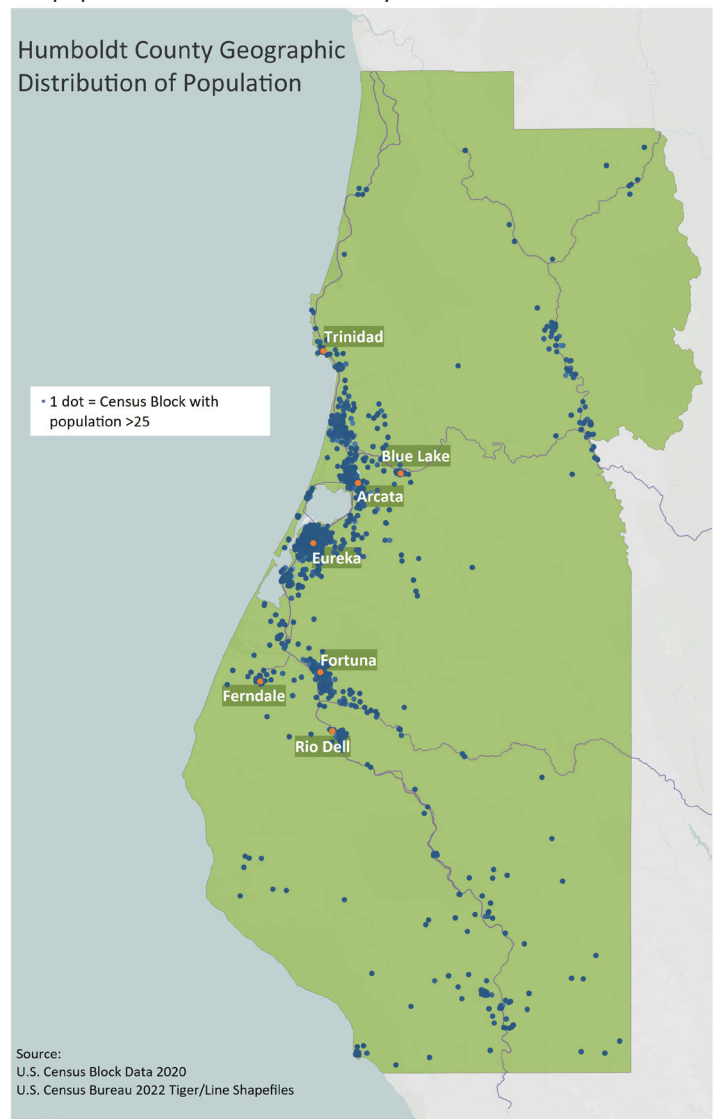 Humboldt County Geographic
Distribution of Population
Trinidad
• 1 dot = Census Block with
population >25
Blue Lake
Arcata
Eureka
Fortuna
Ferndale
Rio Dell
Source:
U.S. Census Block Data 2020
U.S. Census Bureau 2022 Tiger/Line Shapefiles